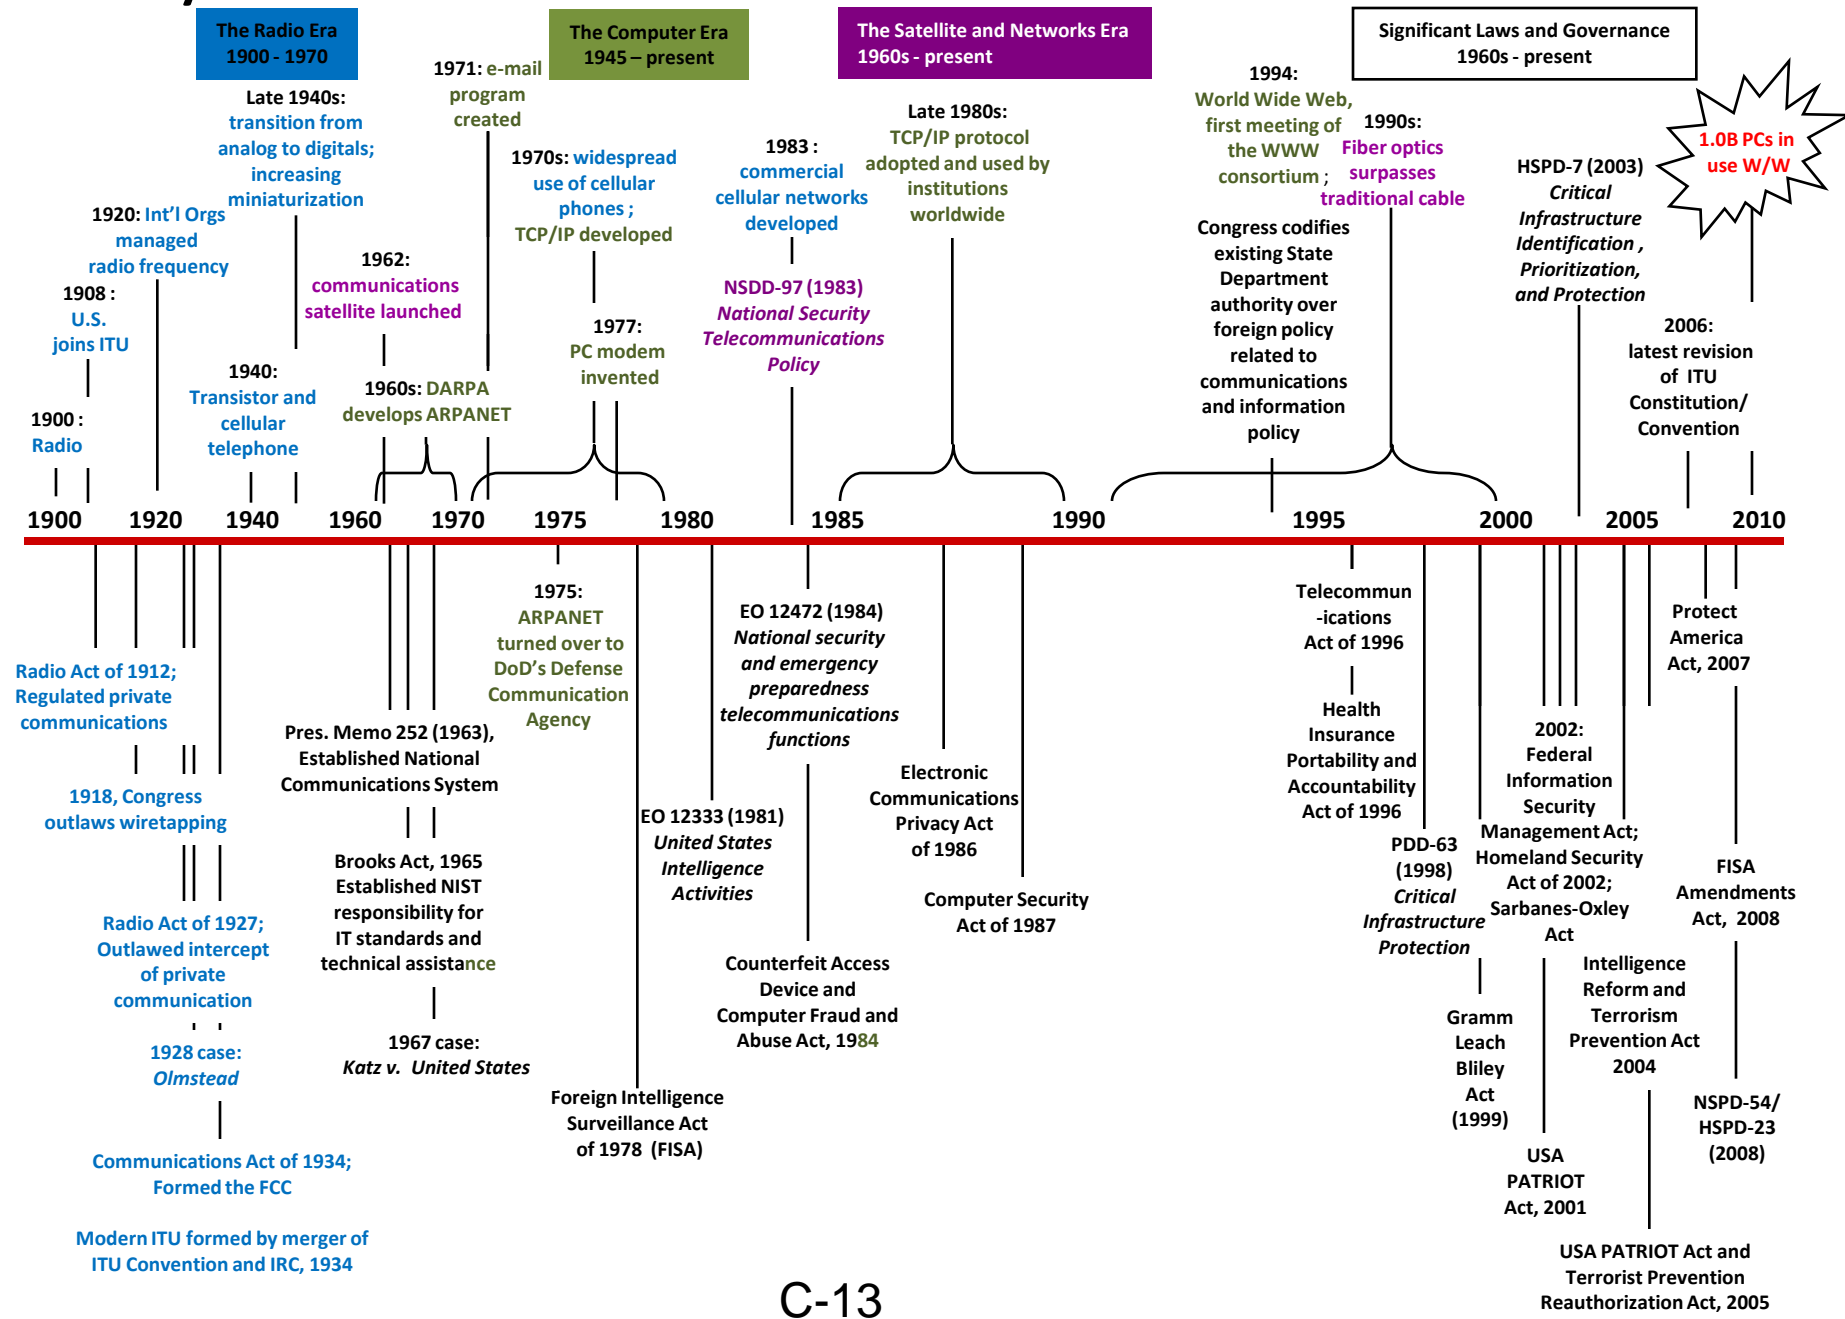 The Radio Era
1900 - 1970
The Computer Era
1945 – present
The Satellite and Networks Era
1960s - present
Significant Laws and Governance
1960s - present
1900 :
Radio
1908 :
U.S.
joins ITU
1920: Int'l Orgs
managed
radio frequency
Late 1940s:
transition from
analog to digitals;
increasing
miniaturization
1940:
Transistor and
cellular
telephone
1962:
communications
satellite launched
1960s: DARPA
develops ARPANET
1971: e-mail
program
created
1970s: widespread
use of cellular
phones ;
TCP/IP developed
1977:
PC modem
invented
1983 :
commercial
cellular networks
developed
NSDD-97 (1983)
National Security
Telecommunications
Policy
Late 1980s:
TCP/IP protocol
adopted and used by
institutions
worldwide
1994:
World Wide Web,
first meeting of
the WWW
consortium ;
Congress codifies
existing State
Department
authority over
foreign policy
related to
communications
and information
policy
1990s:
Fiber optics
surpasses
traditional cable
HSPD-7 (2003)
Critical
Infrastructure
Identification ,
Prioritization,
and Protection
1.0B PCs in
use W/W
2006:
latest revision
of ITU
Constitution/
Convention
1900 1920 1940 1960 1970 1975 1980 1985 1990 1995 2000 2005 2010
Radio Act of 1912;
Regulated private
communications
1918, Congress
outlaws wiretapping
Radio Act of 1927;
Outlawed intercept
of private
communication
1928 case:
Olmstead
Communications Act of 1934;
Formed the FCC
Modern ITU formed by merger of
ITU Convention and IRC, 1934
Pres. Memo 252 (1963),
Established National
Communications System
Brooks Act, 1965
Established NIST
responsibility for
IT standards and
technical assistance
1967 case:
Katz v. United States
1975:
ARPANET
turned over to
DoD's Defense
Communication
Agency
Foreign Intelligence
Surveillance Act
of 1978 (FISA)
EO 12333 (1981)
United States
Intelligence
Activities
EO 12472 (1984)
National security
and emergency
preparedness
telecommunications
functions
Counterfeit Access
Device and
Computer Fraud and
Abuse Act, 1984
Electronic
Communications
Privacy Act
of 1986
Computer Security
Act of 1987
Telecommun
-ications
Act of 1996
Health
Insurance
Portability and
Accountability
Act of 1996
PDD-63
(1998)
Critical
Infrastructure
Protection
Gramm
Leach
Bliley
Act
(1999)
2002:
Federal
Information
Security
Management Act;
Homeland Security
Act of 2002;
Sarbanes-Oxley
Act
USA
PATRIOT
Act, 2001
Intelligence
Reform and
Terrorism
Prevention Act
2004
USA PATRIOT Act and
Terrorist Prevention
Reauthorization Act, 2005
Protect
America
Act, 2007
FISA
Amendments
Act, 2008
NSPD-54/
HSPD-23
(2008)
C-13